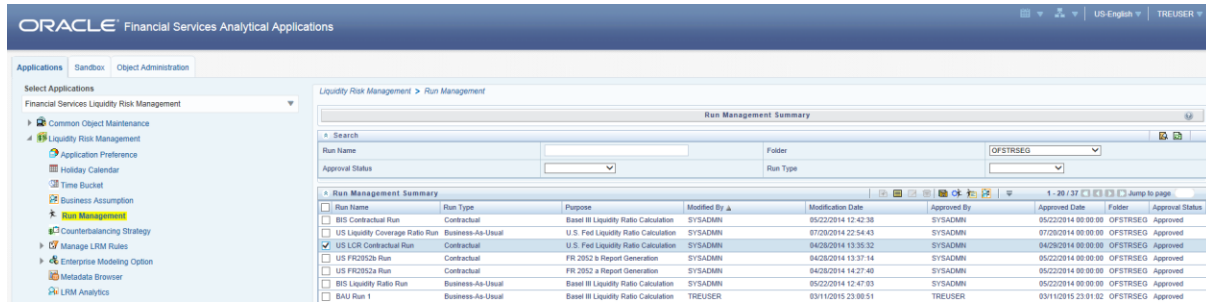 ORACLE Financial Services Analytical Applications
US-English TREUSER
Applications Sandbox Object Administration
Select Applications
Financial Services Liquidity Risk Management
Common Object Maintenance
Liquidity Risk Management
Application Preference
Holiday Calendar
Time Bucket
Business Assumption
Run Management
Counterbalancing Strategy
Manage LRM Rules
Enterprise Modeling Option
Metadata Browser
LRM Analytics
Liquidity Risk Management > Run Management
Run Management Summary
Search
Run Name Folder OFSTRSEG
Approval Status Run Type
Run Management Summary 1 - 20 / 37 Jump to page
Run Name Run Type Purpose Modified By Modification Date Approved By Approved Date Folder Approval Status
BIS Contractual Run Contractual Basel III Liquidity Ratio Calculation SYSADMN 05/22/2014 12:42:38 SYSADMN 05/22/2014 00:00:00 OFSTRSEG Approved
US Liquidity Coverage Ratio Run Business-As-Usual U.S. Fed Liquidity Ratio Calculation SYSADMN 07/20/2014 22:54:43 SYSADMN 07/20/2014 00:00:00 OFSTRSEG Approved
US LCR Contractual Run Contractual U.S. Fed Liquidity Ratio Calculation SYSADMN 04/28/2014 13:35:32 SYSADMN 04/29/2014 00:00:00 OFSTRSEG Approved
US FR2052b Run Contractual FR 2052 b Report Generation SYSADMN 04/28/2014 13:37:14 SYSADMN 05/22/2014 00:00:00 OFSTRSEG Approved
US FR2052a Run Contractual FR 2052 a Report Generation SYSADMN 04/28/2014 14:27:40 SYSADMN 05/22/2014 00:00:00 OFSTRSEG Approved
BIS Liquidity Ratio Run Business-As-Usual Basel III Liquidity Ratio Calculation SYSADMN 05/22/2014 12:47:03 SYSADMN 05/22/2014 00:00:00 OFSTRSEG Approved
BAU Run 1 Business-As-Usual Basel III Liquidity Ratio Calculation TREUSER 03/11/2015 23:00:51 TREUSER 03/11/2015 23:01:02 OFSTRSEG Approved